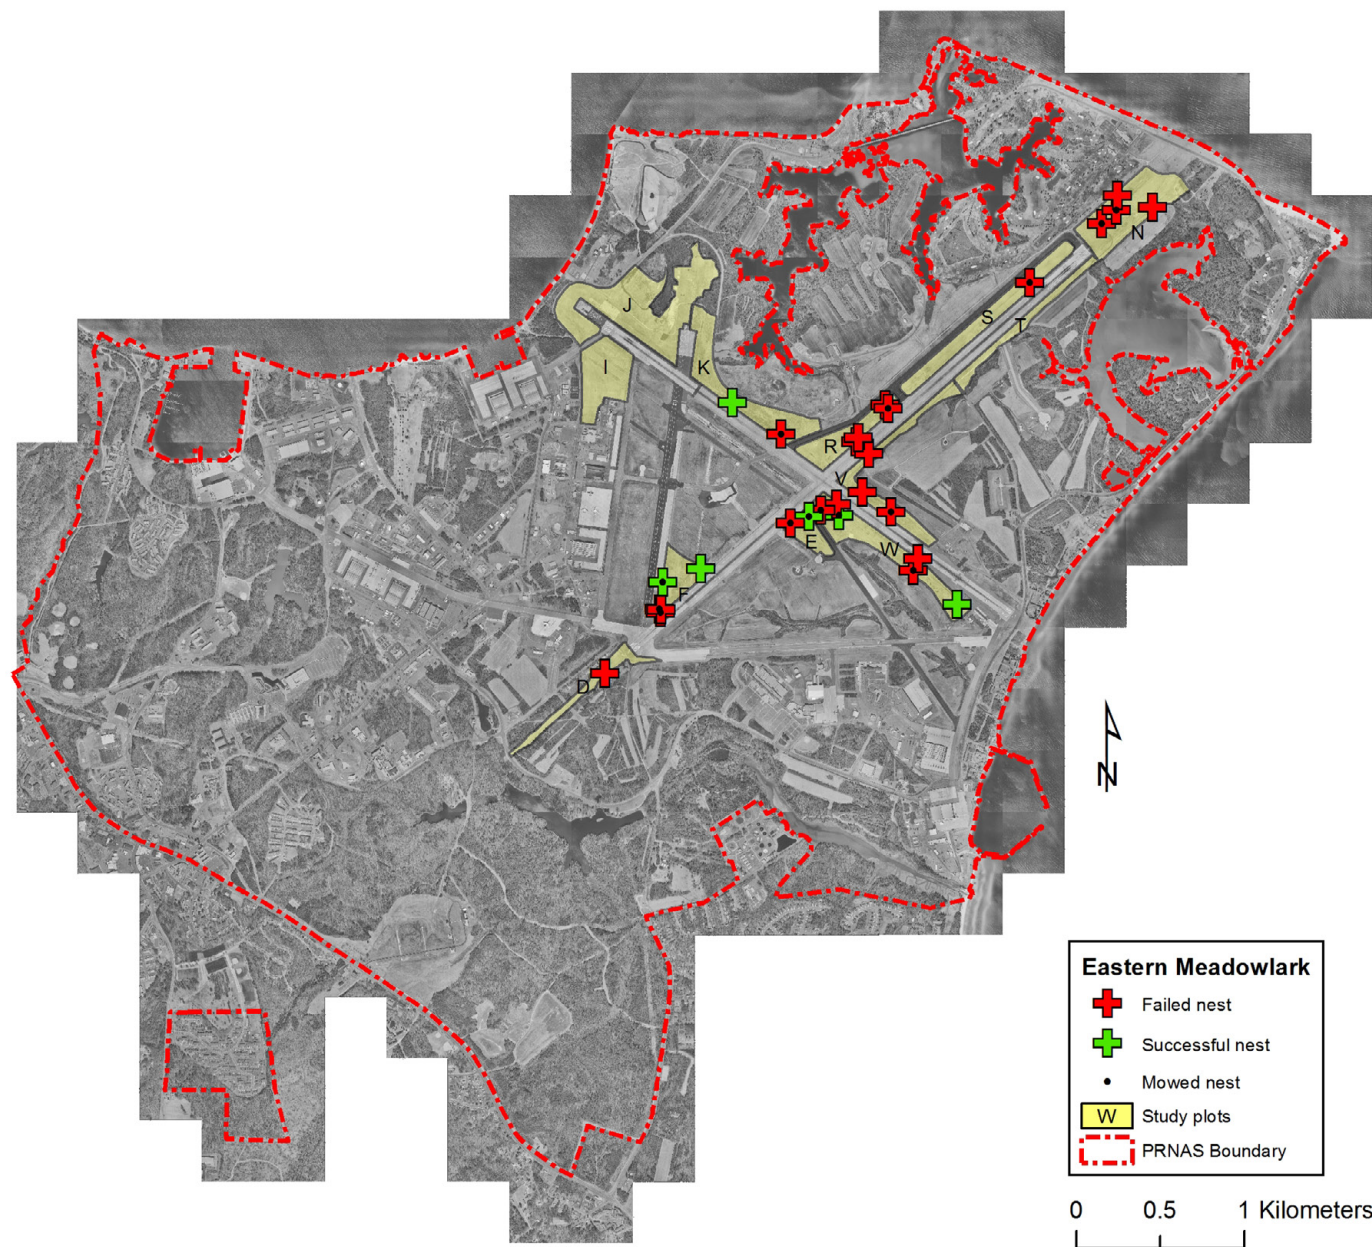 N
J
S
T
I
K
R
V
E
W
F
D
N
Eastern Meadowlark
Failed nest
Successful nest
Mowed nest
W Study plots
PRNAS Boundary
0 0.5 1 Kilometers